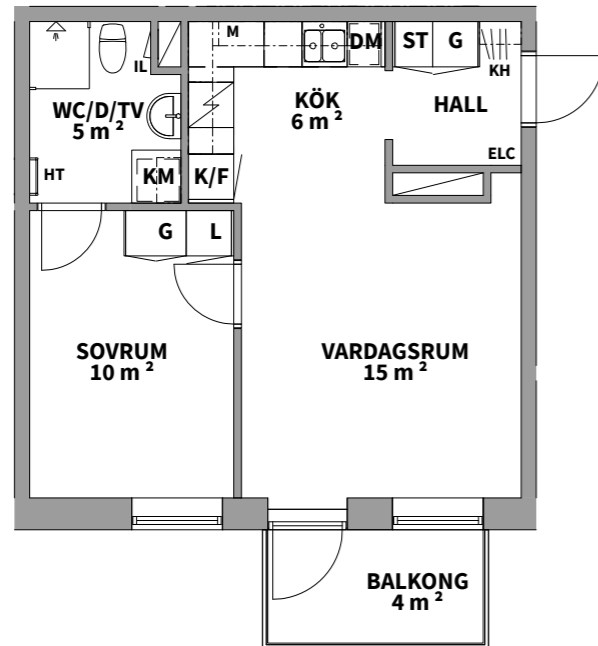 M
DM
ST
G
IL
KH
KÖK
6 m ²
HALL
WC/D/TV
5 m ²
ELC
HT
KM
K/F
G
L
SOVRUM
10 m ²
VARDAGSRUM
15 m ²
BALKONG
4 m ²